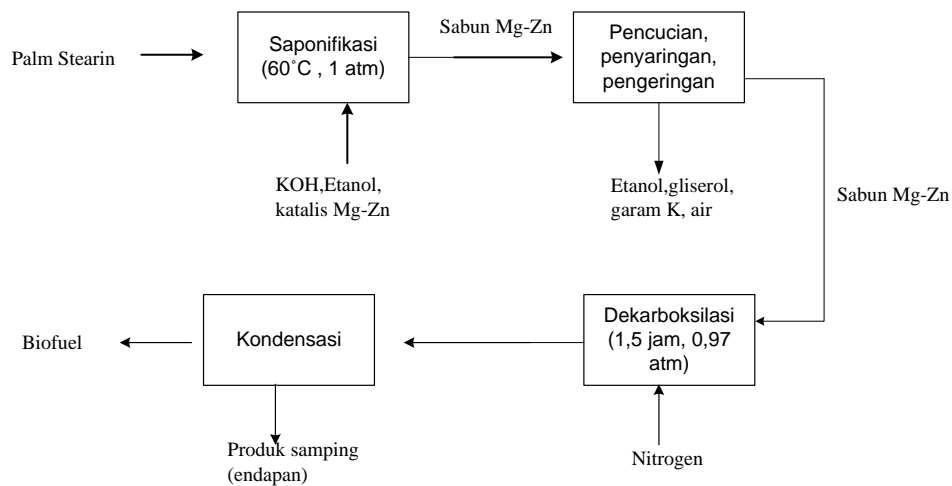 Palm Stearin
Saponifikasi
(60˚C , 1 atm)
Sabun Mg-Zn
Pencucian,
penyaringan,
pengeringan
KOH,Etanol,
katalis Mg-Zn
Etanol,gliserol,
garam K, air
Sabun Mg-Zn
Biofuel
Kondensasi
Dekarboksilasi
(1,5 jam, 0,97
atm)
Produk samping
(endapan)
Nitrogen